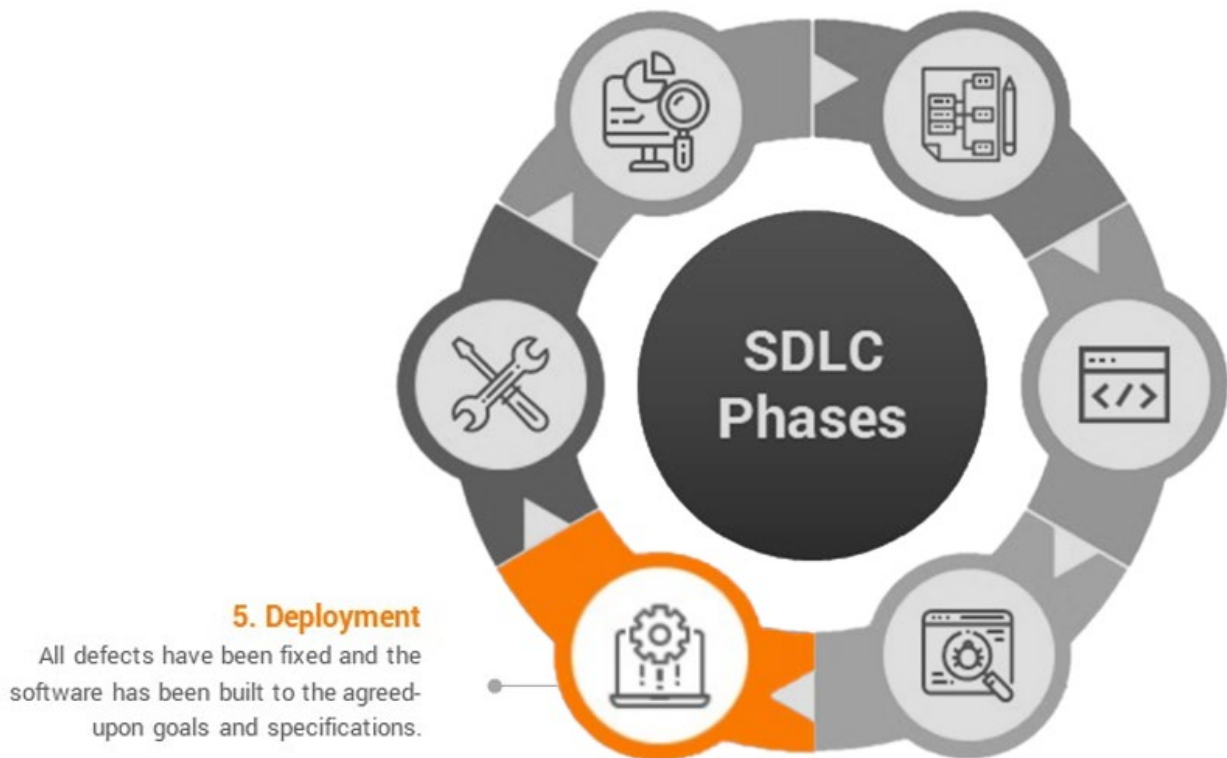 SDLC
Phases
5. Deployment
All defects have been fixed and the
software has been built to the agreed-
upon goals and specifications.